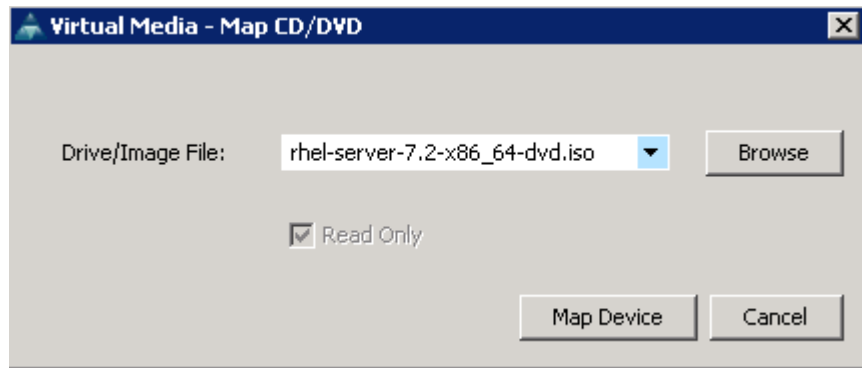 Virtual Media - Map CD/DVD
Drive/Image File: rhel-server-7.2-x86_64-dvd.iso Browse
Read Only
Map Device Cancel